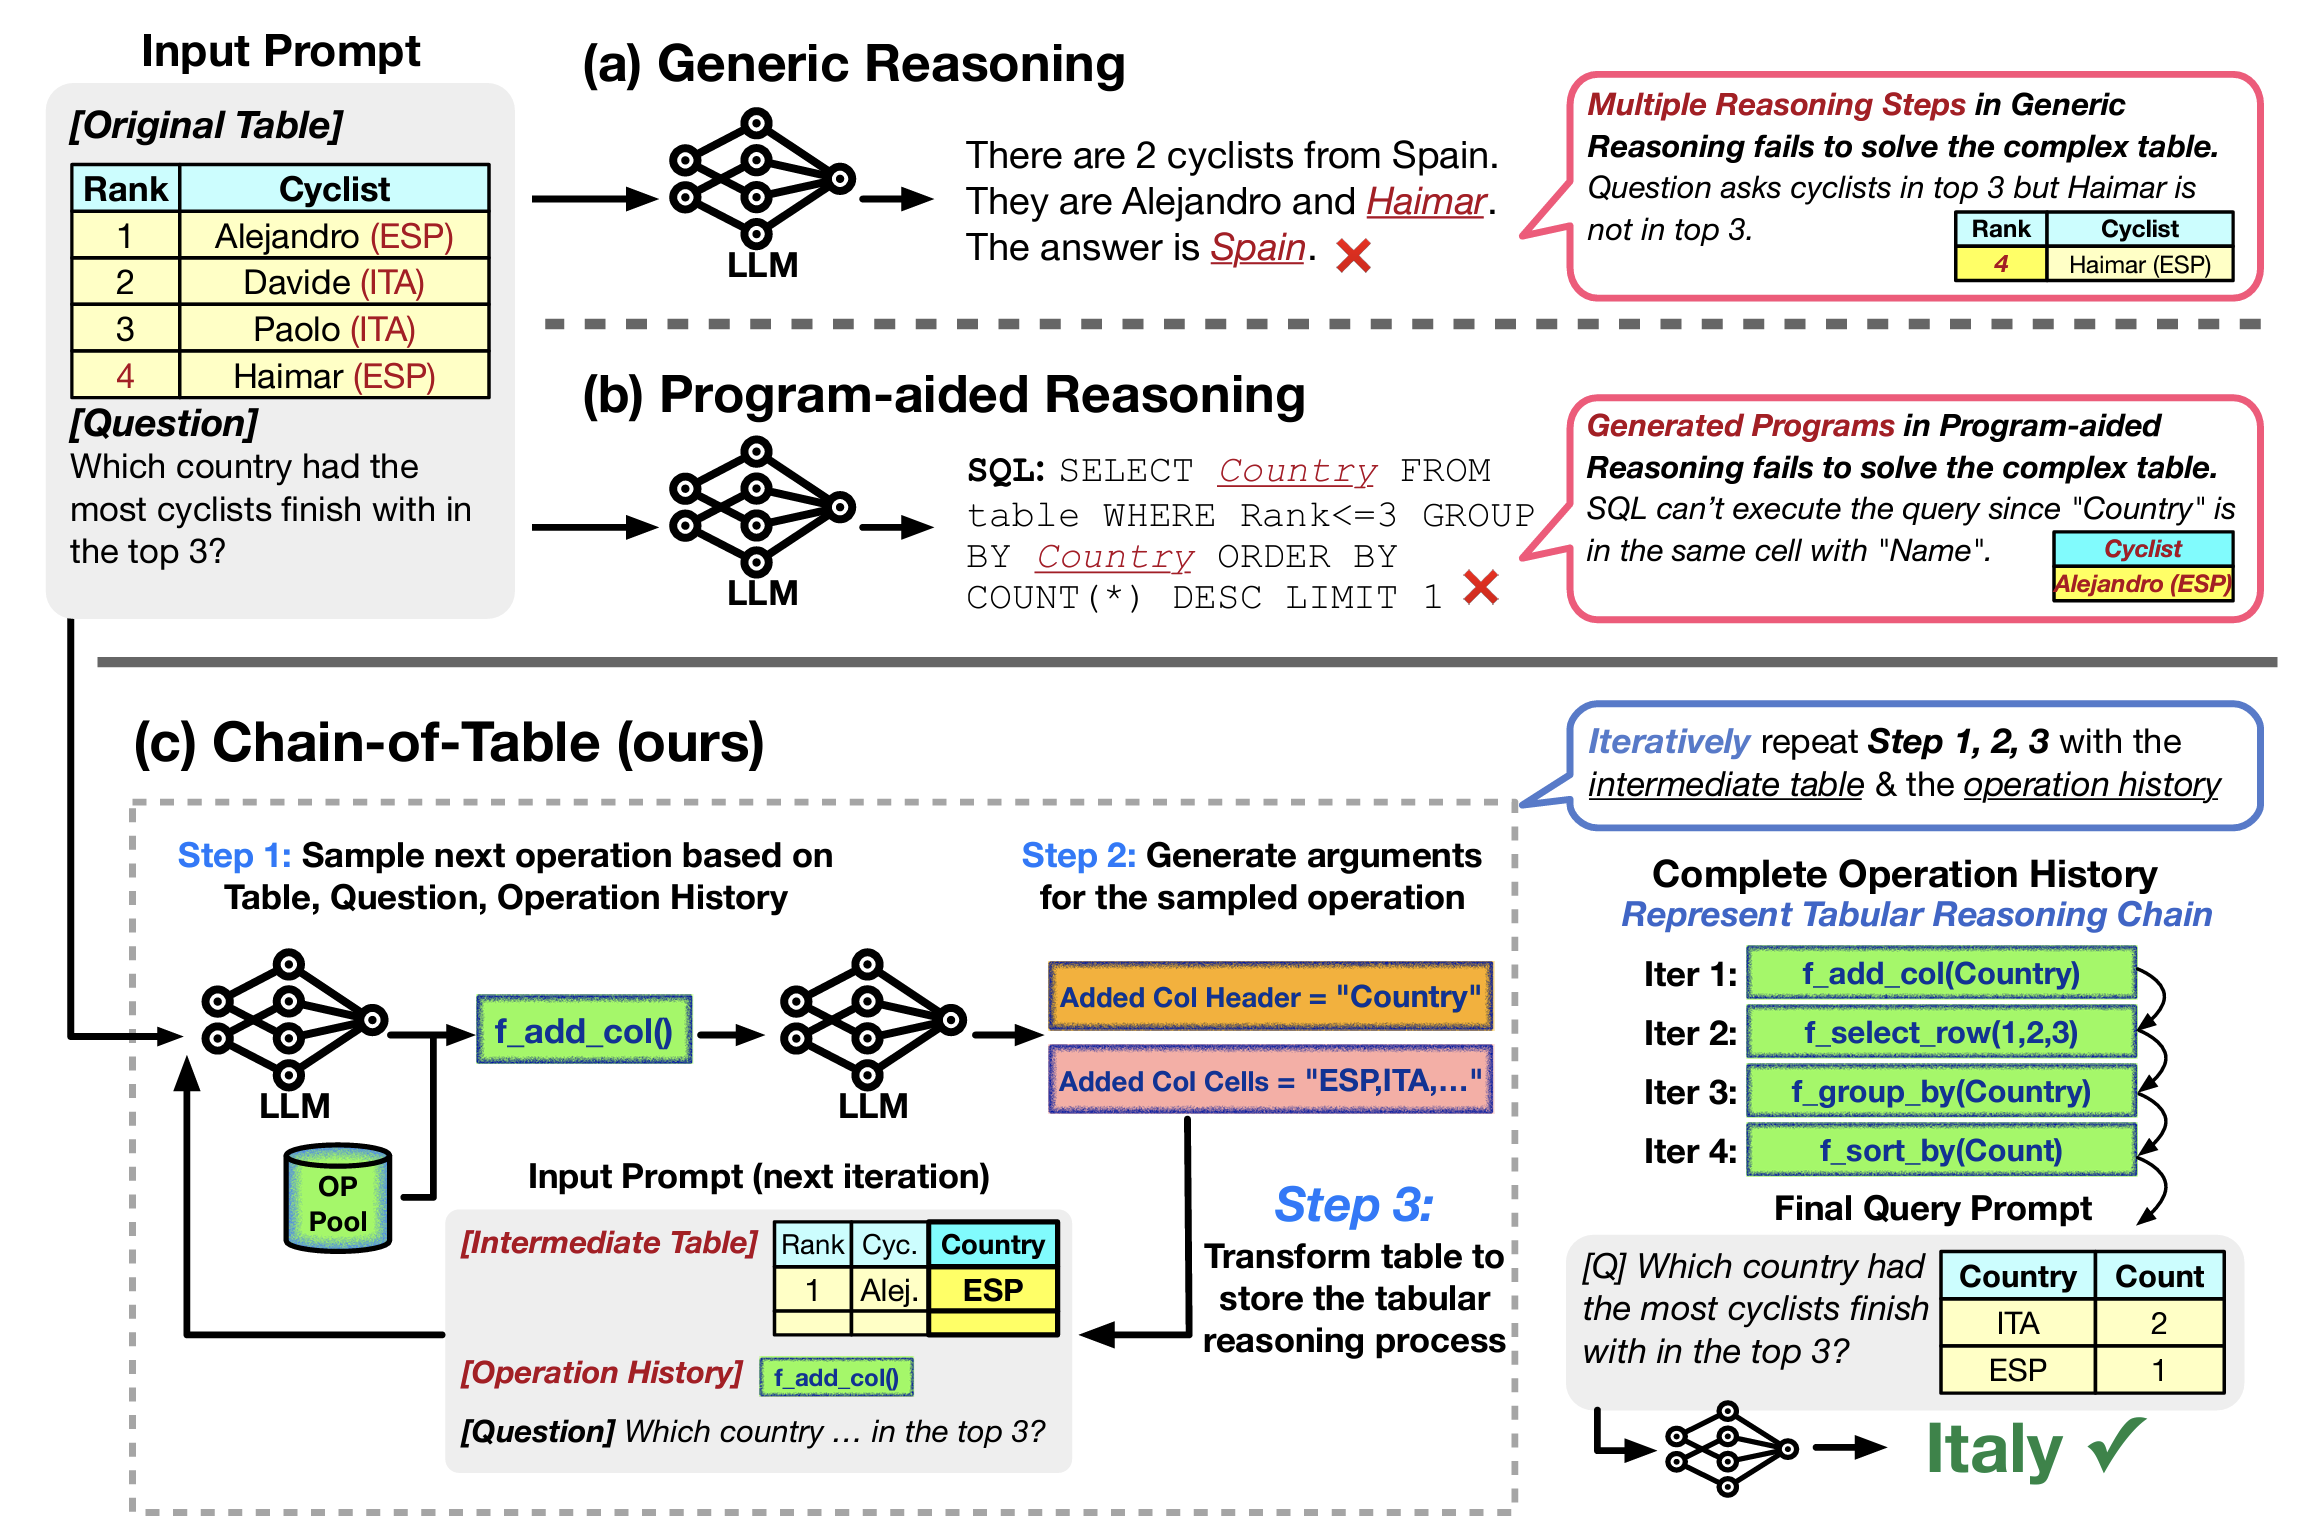 Input Prompt
[Original Table]
Rank Cyclist
1 Alejandro (ESP)
2 Davide (ITA)
3 Paolo (ITA)
4 Haimar (ESP)
[Question]
Which country had the
most cyclists finish with in
the top 3?
(a) Generic Reasoning
LLM
There are 2 cyclists from Spain.
They are Alejandro and Haimar.
The answer is Spain.
Multiple Reasoning Steps in Generic
Reasoning fails to solve the complex table.
Question asks cyclists in top 3 but Haimar is
not in top 3.
Rank Cyclist
4 Haimar (ESP)
(b) Program-aided Reasoning
LLM
SQL: SELECT Country FROM
table WHERE Rank<=3 GROUP
BY Country ORDER BY
COUNT(*) DESC LIMIT 1
Generated Programs in Program-aided
Reasoning fails to solve the complex table.
SQL can't execute the query since "Country" is
in the same cell with "Name".
Cyclist
Alejandro (ESP)
(c) Chain-of-Table (ours)
Step 1: Sample next operation based on
Table, Question, Operation History
LLM
OP
Pool
f_add_col()
LLM
Step 2: Generate arguments
for the sampled operation
Added Col Header = "Country"
Added Col Cells = "ESP,ITA,..."
Step 3:
Transform table to
store the tabular
reasoning process
Input Prompt (next iteration)
[Intermediate Table]
Rank Cyc. Country
1 Alej. ESP
[Operation History] f_add_col()
[Question] Which country ... in the top 3?
Iteratively repeat Step 1, 2, 3 with the
intermediate table & the operation history
Complete Operation History
Represent Tabular Reasoning Chain
Iter 1: f_add_col(Country)
Iter 2: f_select_row(1,2,3)
Iter 3: f_group_by(Country)
Iter 4: f_sort_by(Count)
Final Query Prompt
[Q] Which country had
the most cyclists finish
with in the top 3?
Country Count
ITA 2
ESP 1
Italy